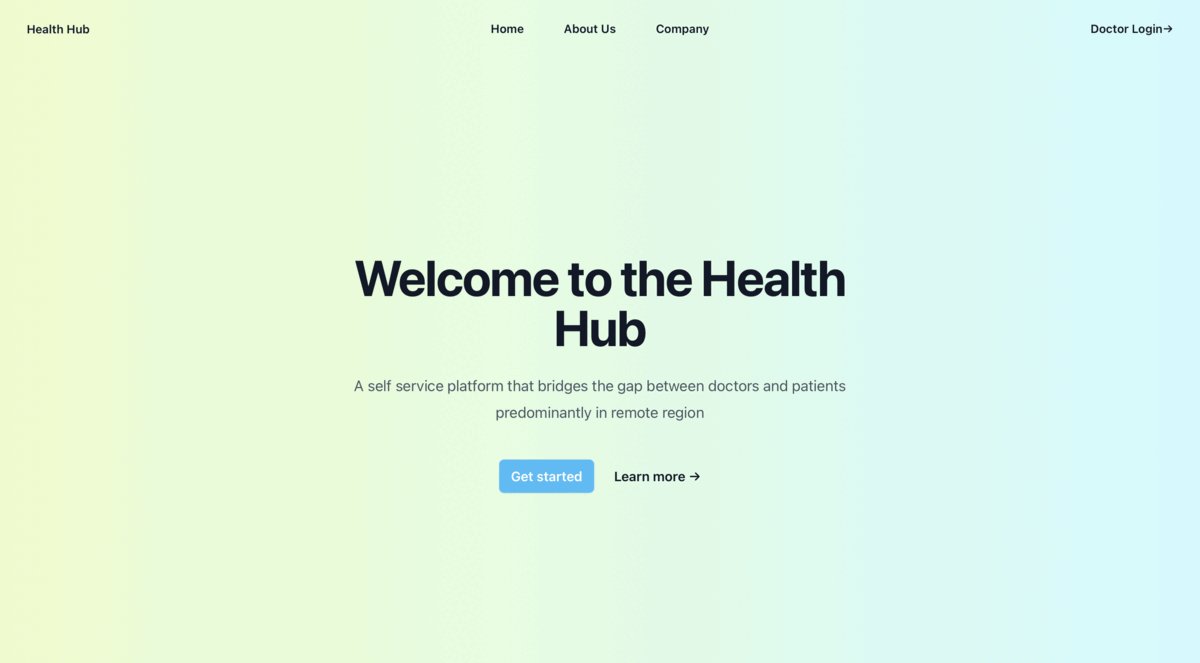 Health Hub
Home
About Us
Company
Doctor Login→
Welcome to the Health
Hub
A self service platform that bridges the gap between doctors and patients
predominantly in remote region
Get started
Learn more →